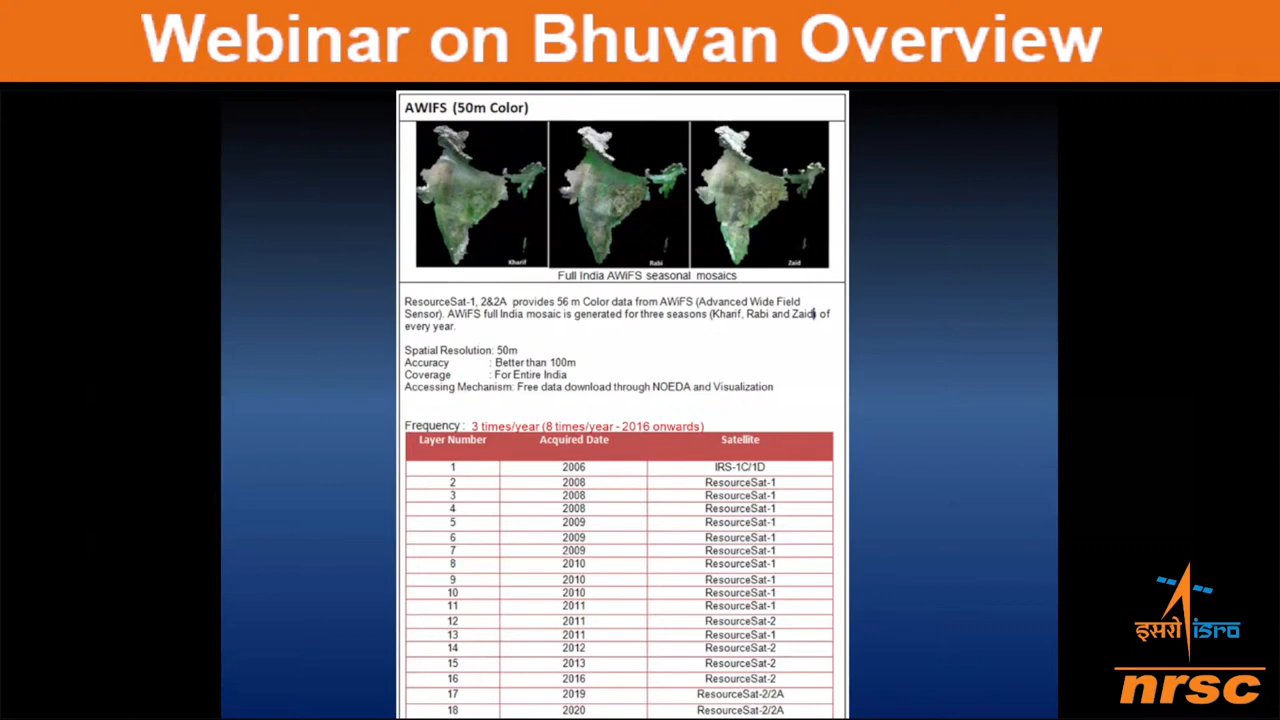 Webinar on Bhuvan Overview
AWIFS (50m Color)
Kharif Rabi Zaid
Full India AWiFS seasonal mosaics
ResourceSat-1, 2&2A provides 56 m Color data from AWiFS (Advanced Wide Field
Sensor). AWiFS full India mosaic is generated for three seasons (Kharif, Rabi and Zaid) of
every year.
Spatial Resolution: 50m
Accuracy : Better than 100m
Coverage : For Entire India
Accessing Mechanism: Free data download through NOEDA and Visualization
Frequency : 3 times/year (8 times/year - 2016 onwards)
Layer Number Acquired Date Satellite
1 2006 IRS-1C/1D
2 2008 ResourceSat-1
3 2008 ResourceSat-1
4 2008 ResourceSat-1
5 2009 ResourceSat-1
6 2009 ResourceSat-1
7 2009 ResourceSat-1
8 2010 ResourceSat-1
9 2010 ResourceSat-1
10 2010 ResourceSat-1
11 2011 ResourceSat-1
12 2011 ResourceSat-2
13 2011 ResourceSat-1
14 2012 ResourceSat-2
15 2013 ResourceSat-2
16 2016 ResourceSat-2
17 2019 ResourceSat-2/2A
18 2020 ResourceSat-2/2A
इसरो isro
nrsc